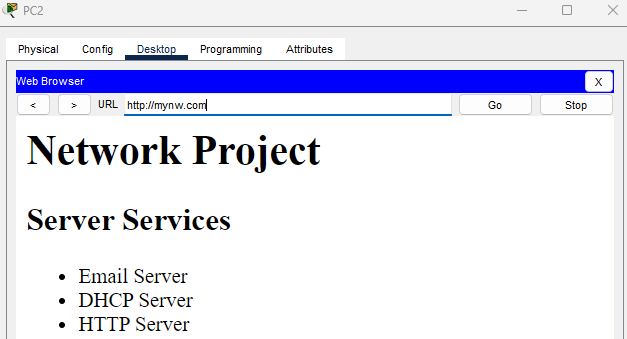 PC2
Physical Config Desktop Programming Attributes
Web Browser X
< > URL http://mynw.com Go Stop
Network Project
Server Services
• Email Server
• DHCP Server
• HTTP Server